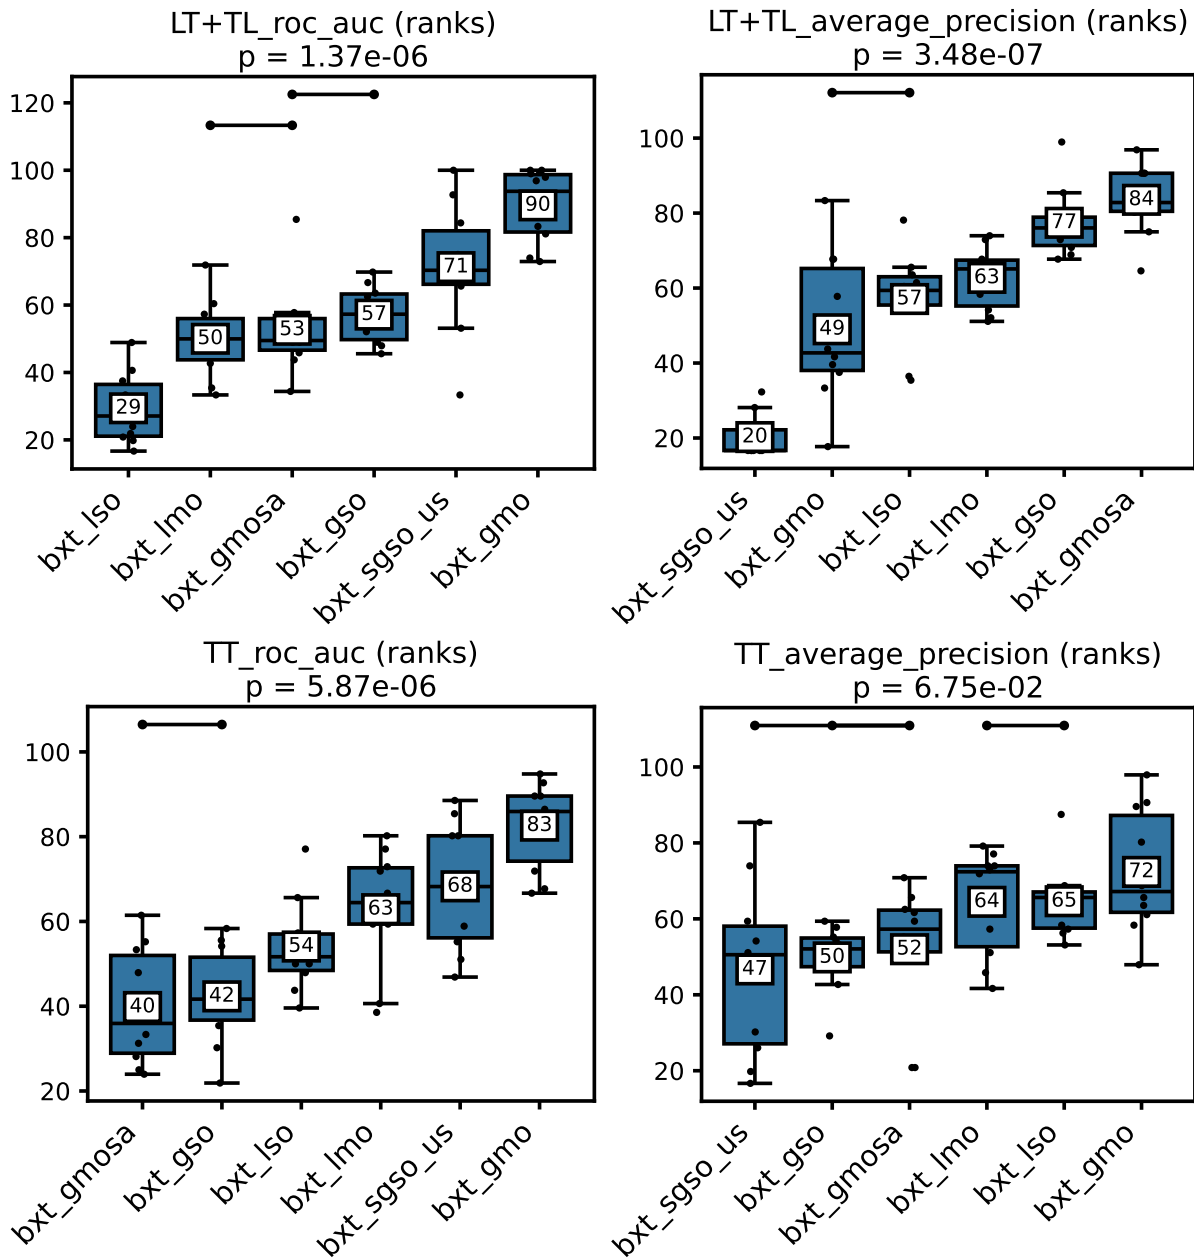 LT+TL_roc_auc (ranks)
p = 1.37e-06
120
100
80
60
40
20
29
50
53
57
71
90
bxt_lso
bxt_lmo
bxt_gmosa
bxt_gso
bxt_sgso_us
bxt_gmo
LT+TL_average_precision (ranks)
p = 3.48e-07
100
80
60
40
20
20
49
57
63
77
84
bxt_sgso_us
bxt_gmo
bxt_lso
bxt_lmo
bxt_gso
bxt_gmosa
TT_roc_auc (ranks)
p = 5.87e-06
100
80
60
40
20
40
42
54
63
68
83
bxt_gmosa
bxt_gso
bxt_lso
bxt_lmo
bxt_sgso_us
bxt_gmo
TT_average_precision (ranks)
p = 6.75e-02
100
80
60
40
20
47
50
52
64
65
72
bxt_sgso_us
bxt_gso
bxt_gmosa
bxt_lmo
bxt_lso
bxt_gmo